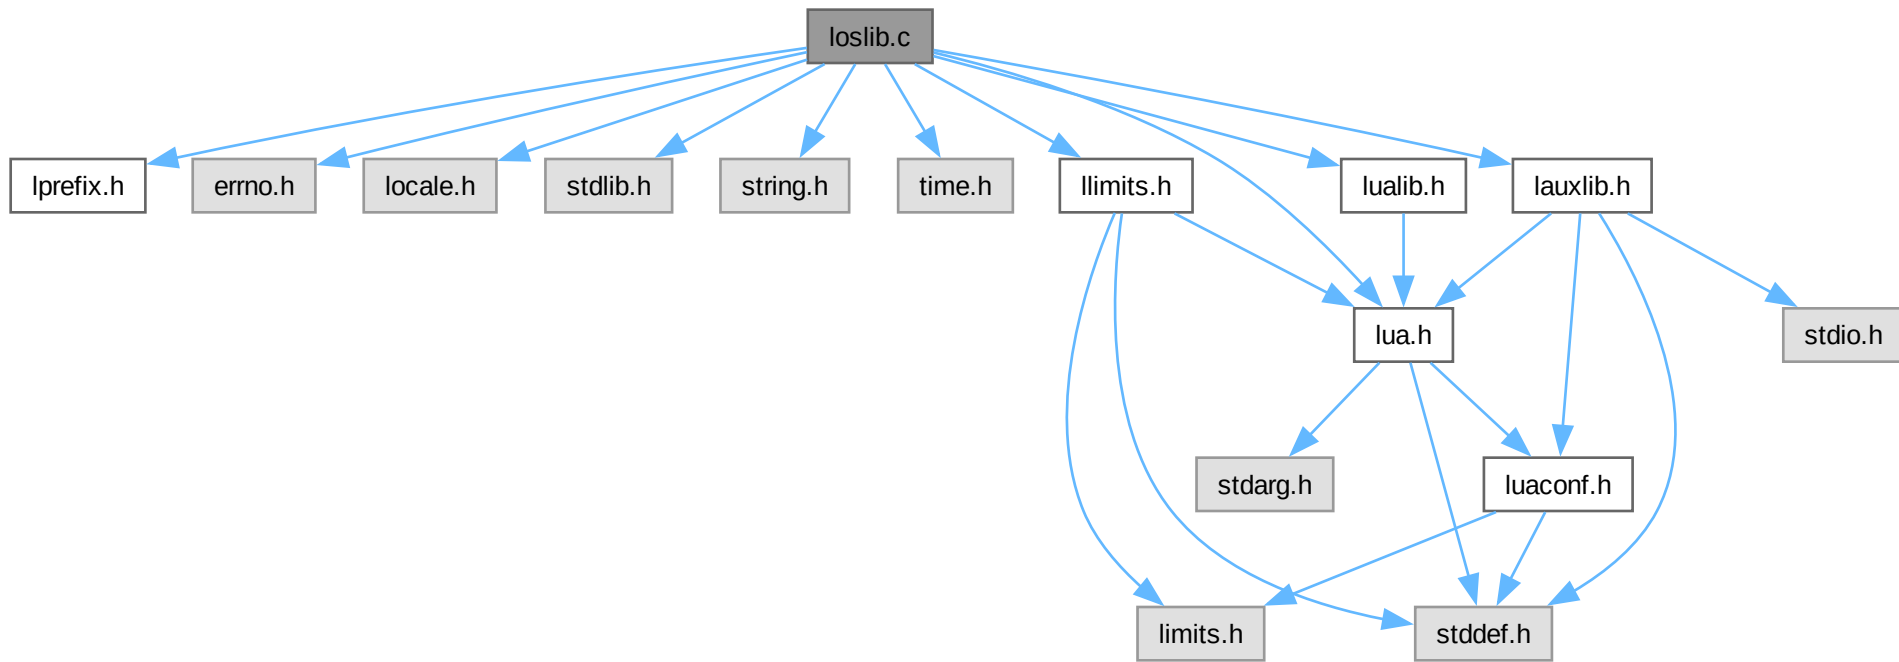 loslib.c
lprefix.h
errno.h
locale.h
stdlib.h
string.h
time.h
llimits.h
lualib.h
lauxlib.h
lua.h
stdio.h
stdarg.h
luaconf.h
limits.h
stddef.h